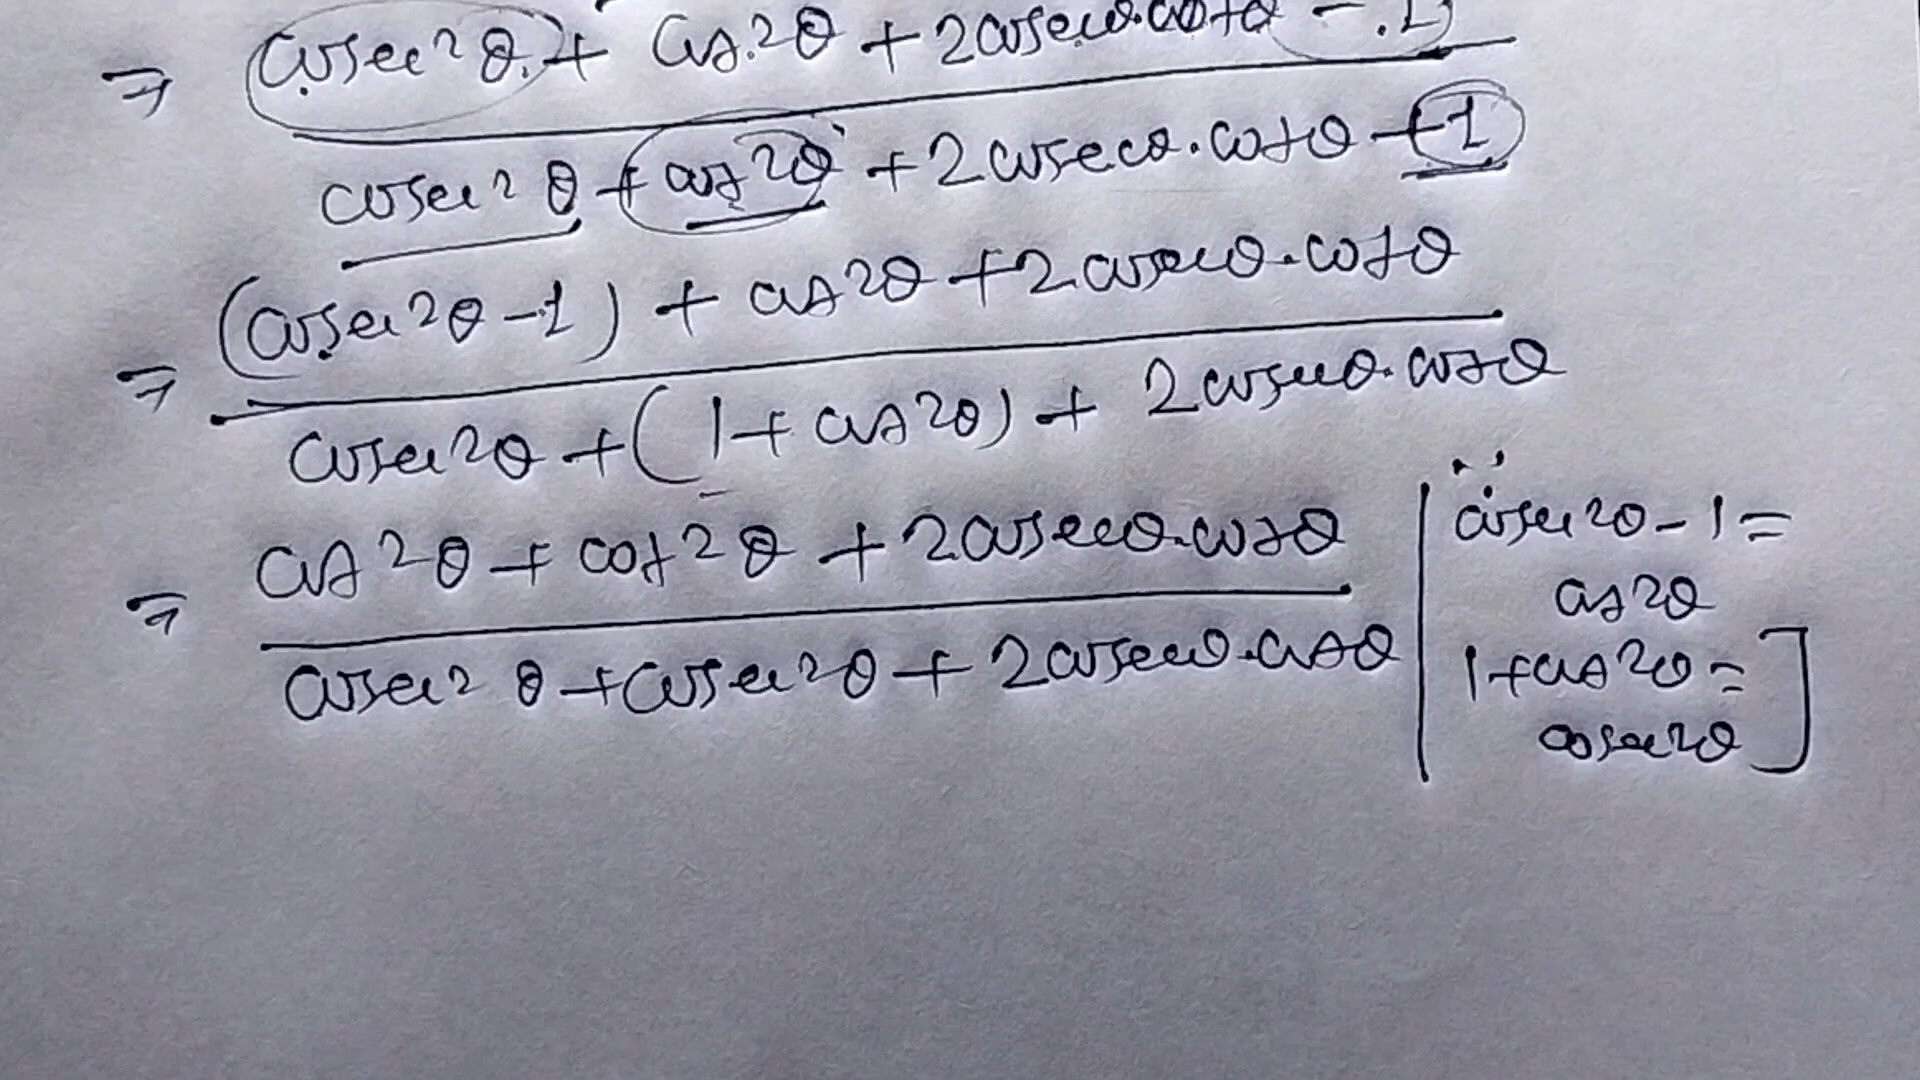 ⇒ cosec²θ + cot²θ + 2cosecθ.cotθ - 1
cosec²θ + cot²θ + 2cosecθ.cotθ + 1
⇒ (cosec²θ - 1) + cot²θ + 2cosecθ.cotθ
cosec²θ + (1 + cot²θ) + 2cosecθ.cotθ
⇒ cot²θ + cot²θ + 2cosecθ.cotθ
cosec²θ + cosec²θ + 2cosecθ.cotθ
∵ cosec²θ - 1 =
cot²θ
1 + cot²θ =
cosec²θ ]